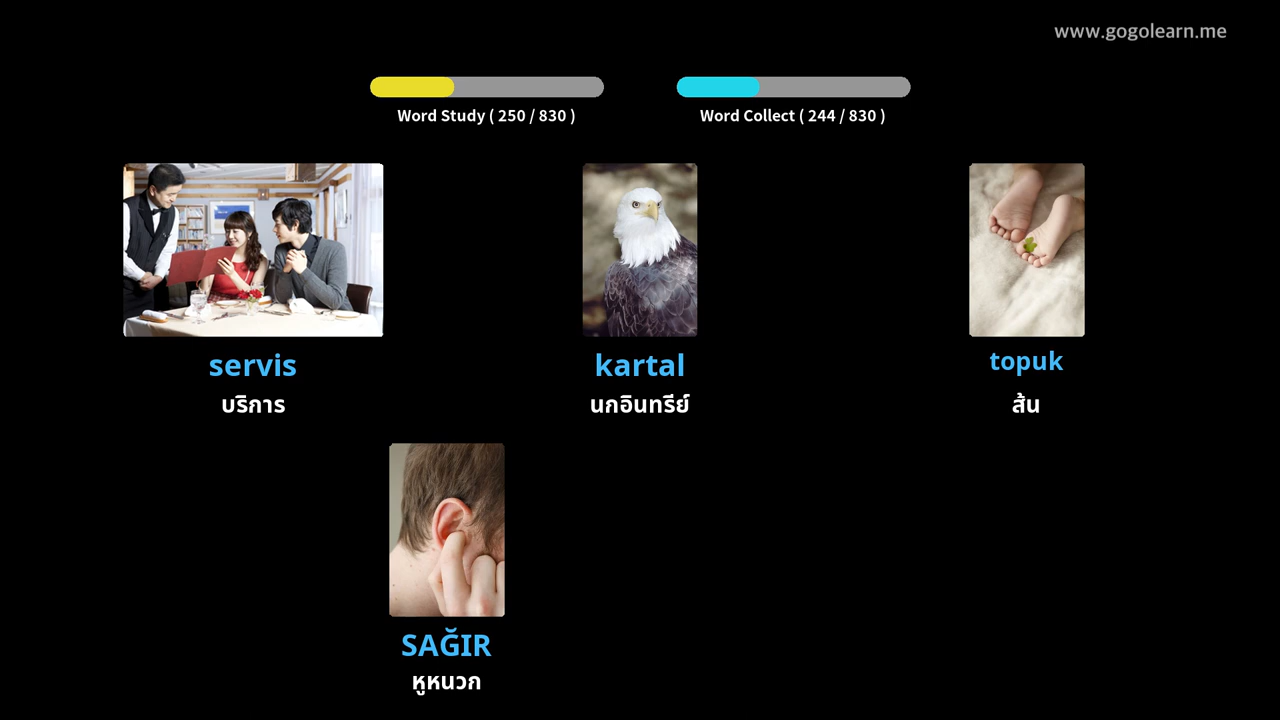 www.gogolearn.me
Word Study ( 250 / 830 )
Word Collect ( 244 / 830 )
servis
บริการ
kartal
นกอินทรีย์
topuk
ส้น
SAĞIR
หูหนวก